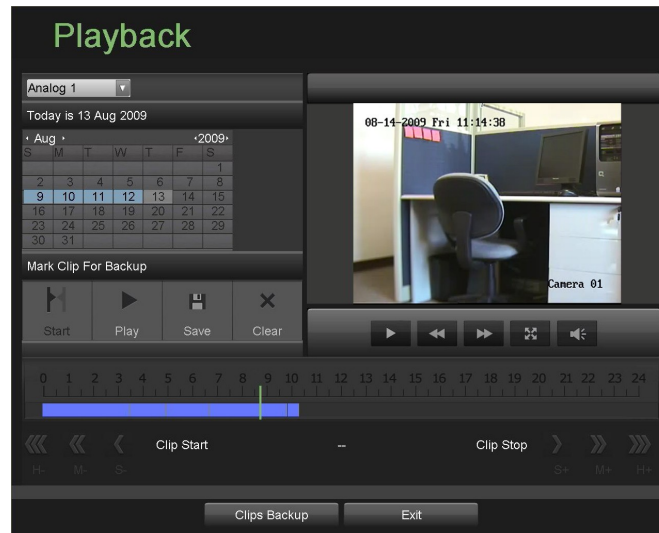 Playback
Analog 1
Today is 13 Aug 2009
Aug 2009
S M T W T F S
1
2 3 4 5 6 7 8
9 10 11 12 13 14 15
16 17 18 19 20 21 22
23 24 25 26 27 28 29
30 31
Mark Clip For Backup
Start Play Save Clear
08-14-2009 Fri 11:14:38
Camera 01
0 1 2 3 4 5 6 7 8 9 10 11 12 13 14 15 16 17 18 19 20 21 22 23 24
Clip Start -- Clip Stop
H- M- S- S+ M+ H+
Clips Backup Exit